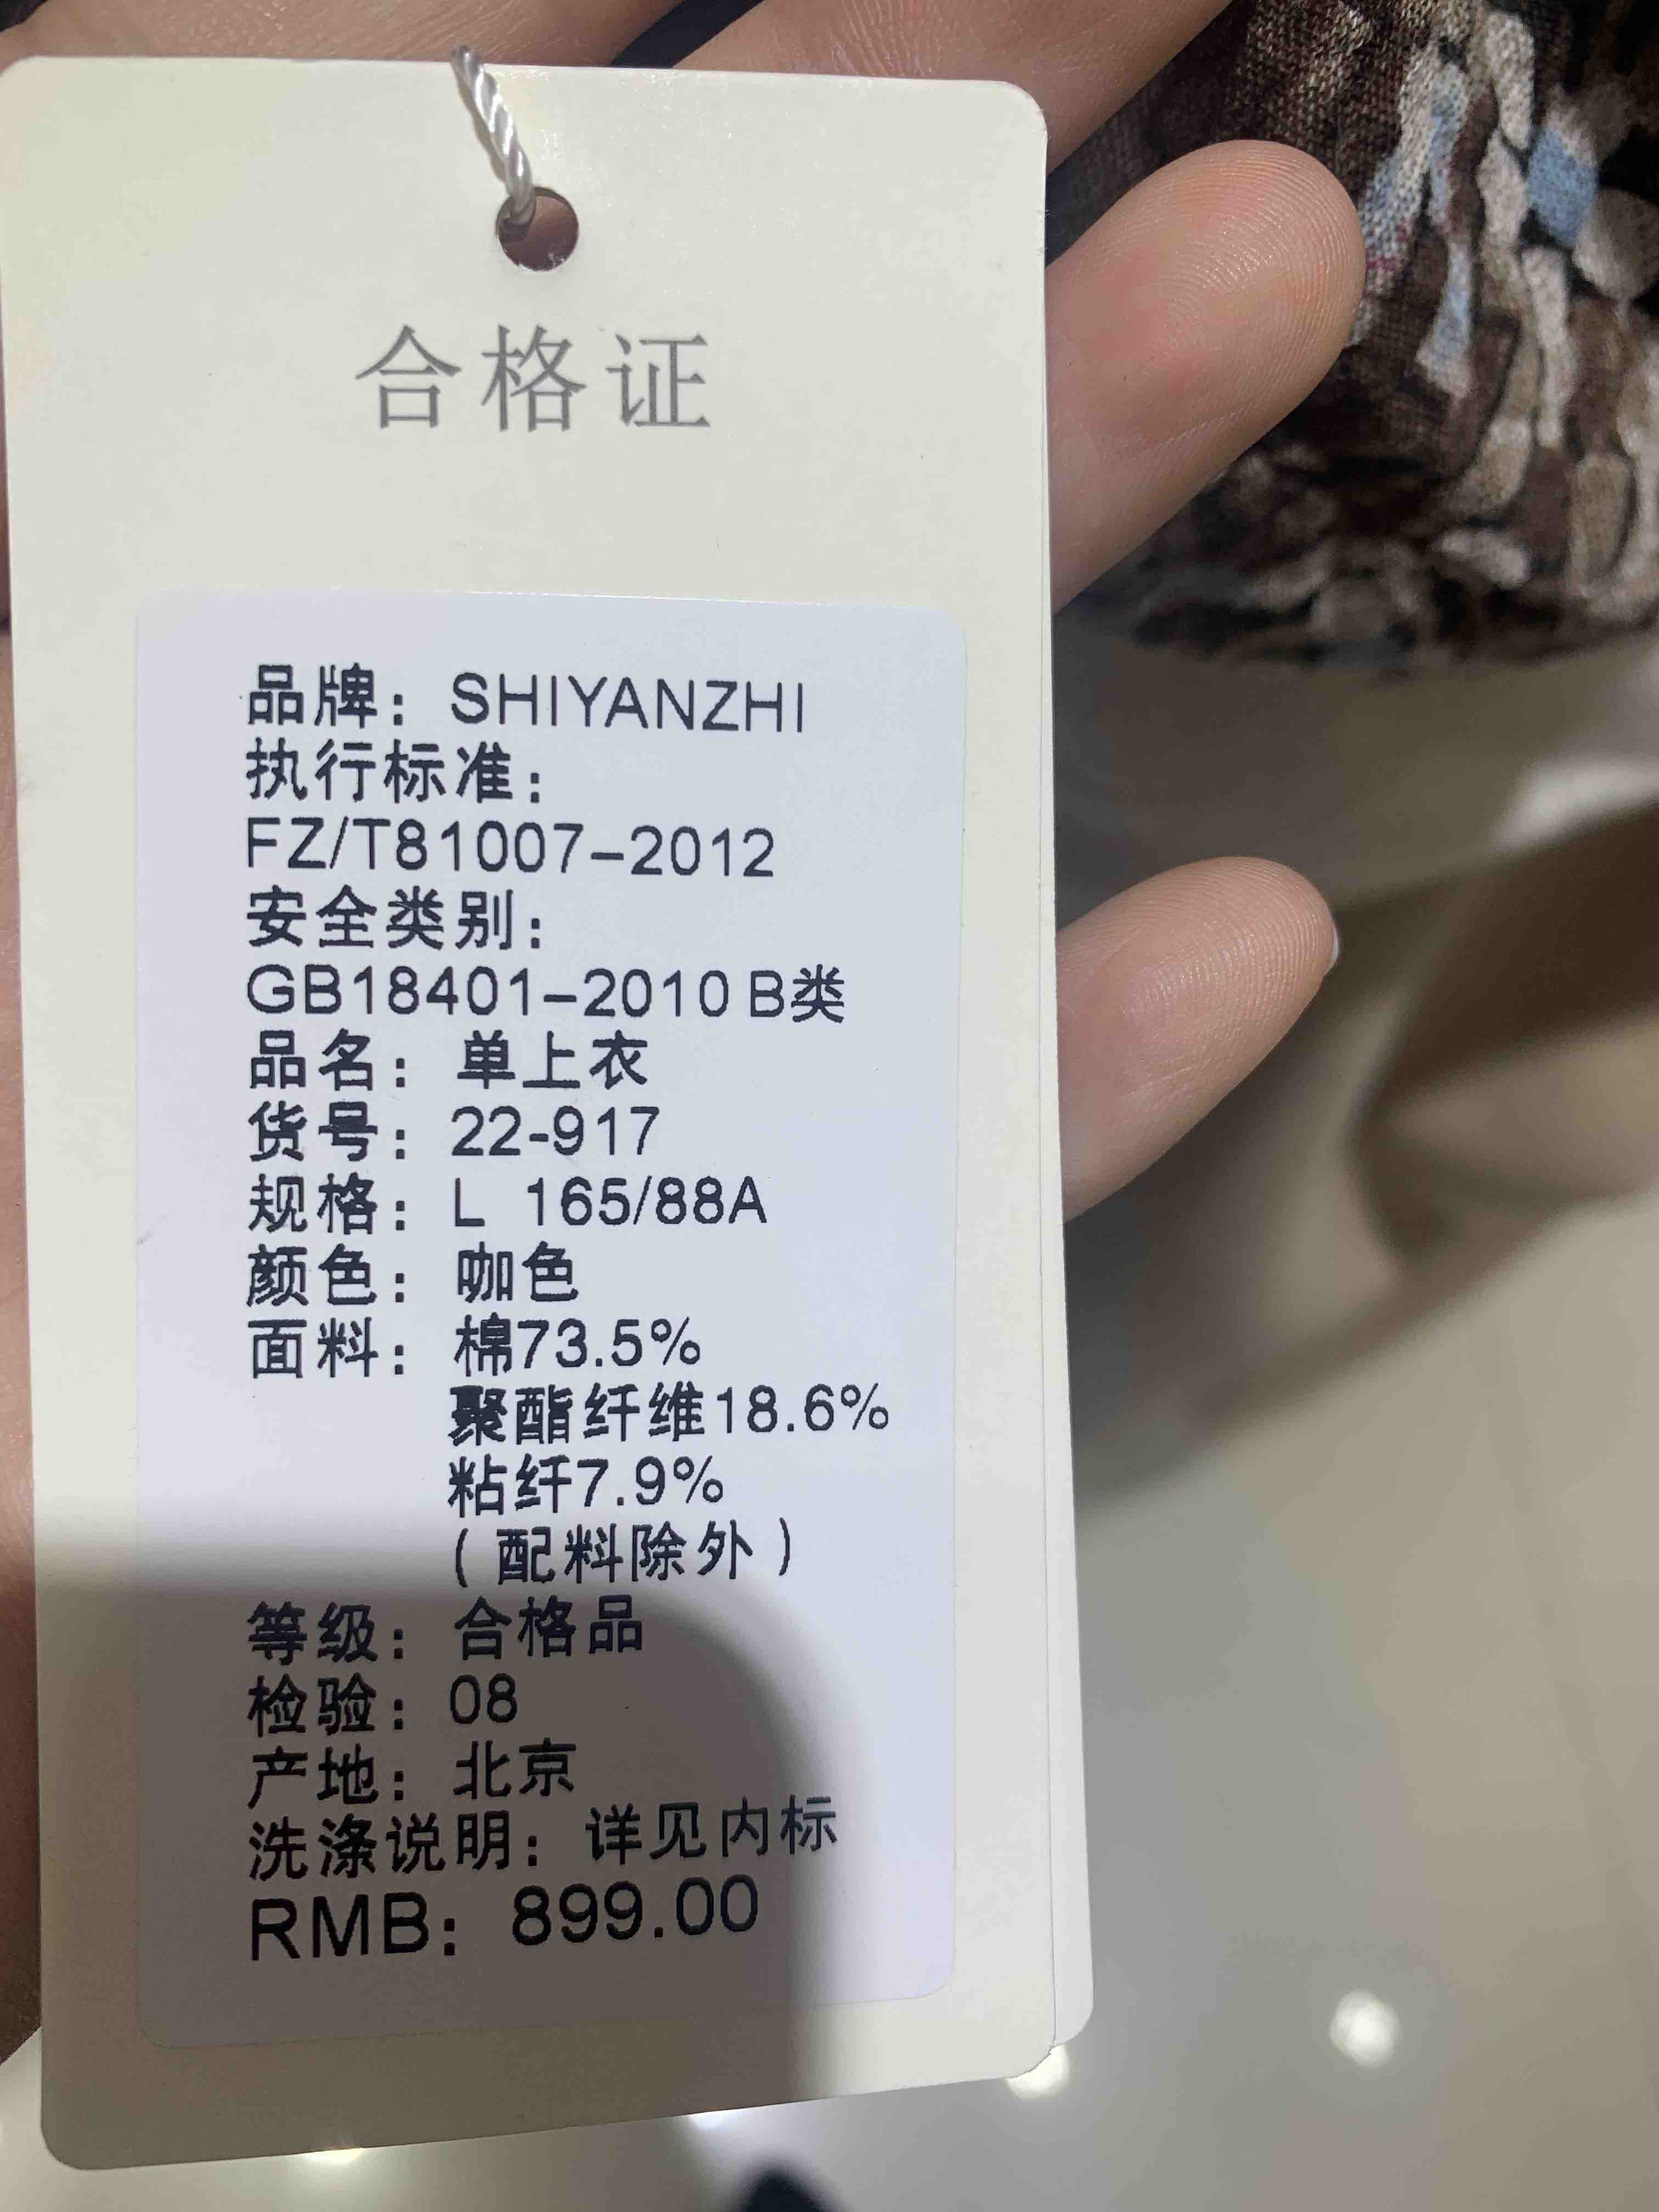 合格证
品牌：SHIYANZHI
执行标准：
FZ/T81007-2012
安全类别：
GB18401-2010 B类
品名：单上衣
货号：22-917
规格：L 165/88A
颜色：咖色
面料：棉73.5%
聚酯纤维18.6%
粘纤7.9%
（配料除外）
等级：合格品
检验：08
产地：北京
洗涤说明：详见内标
RMB：899.00